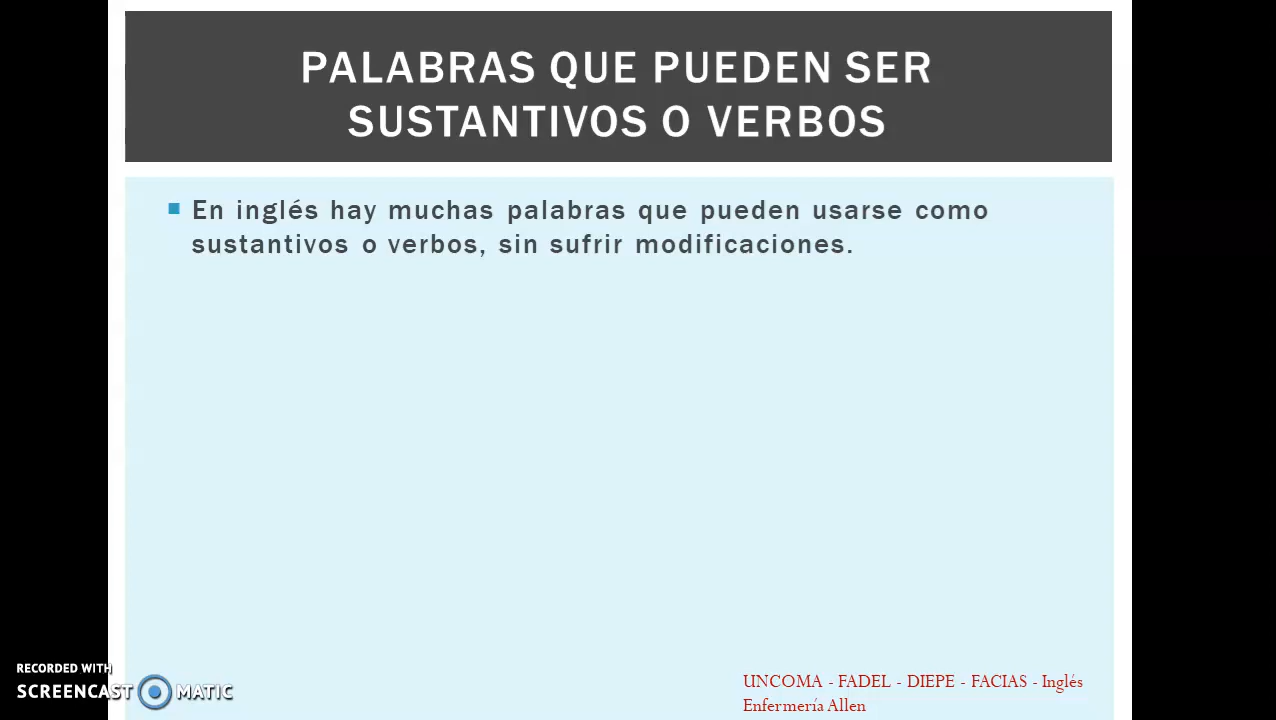 PALABRAS QUE PUEDEN SER
SUSTANTIVOS O VERBOS
En inglés hay muchas palabras que pueden usarse como
sustantivos o verbos, sin sufrir modificaciones.
RECORDED WITH
SCREENCAST MATIC
UNCOMA - FADEL - DIEPE - FACIAS - Inglés
Enfermería Allen